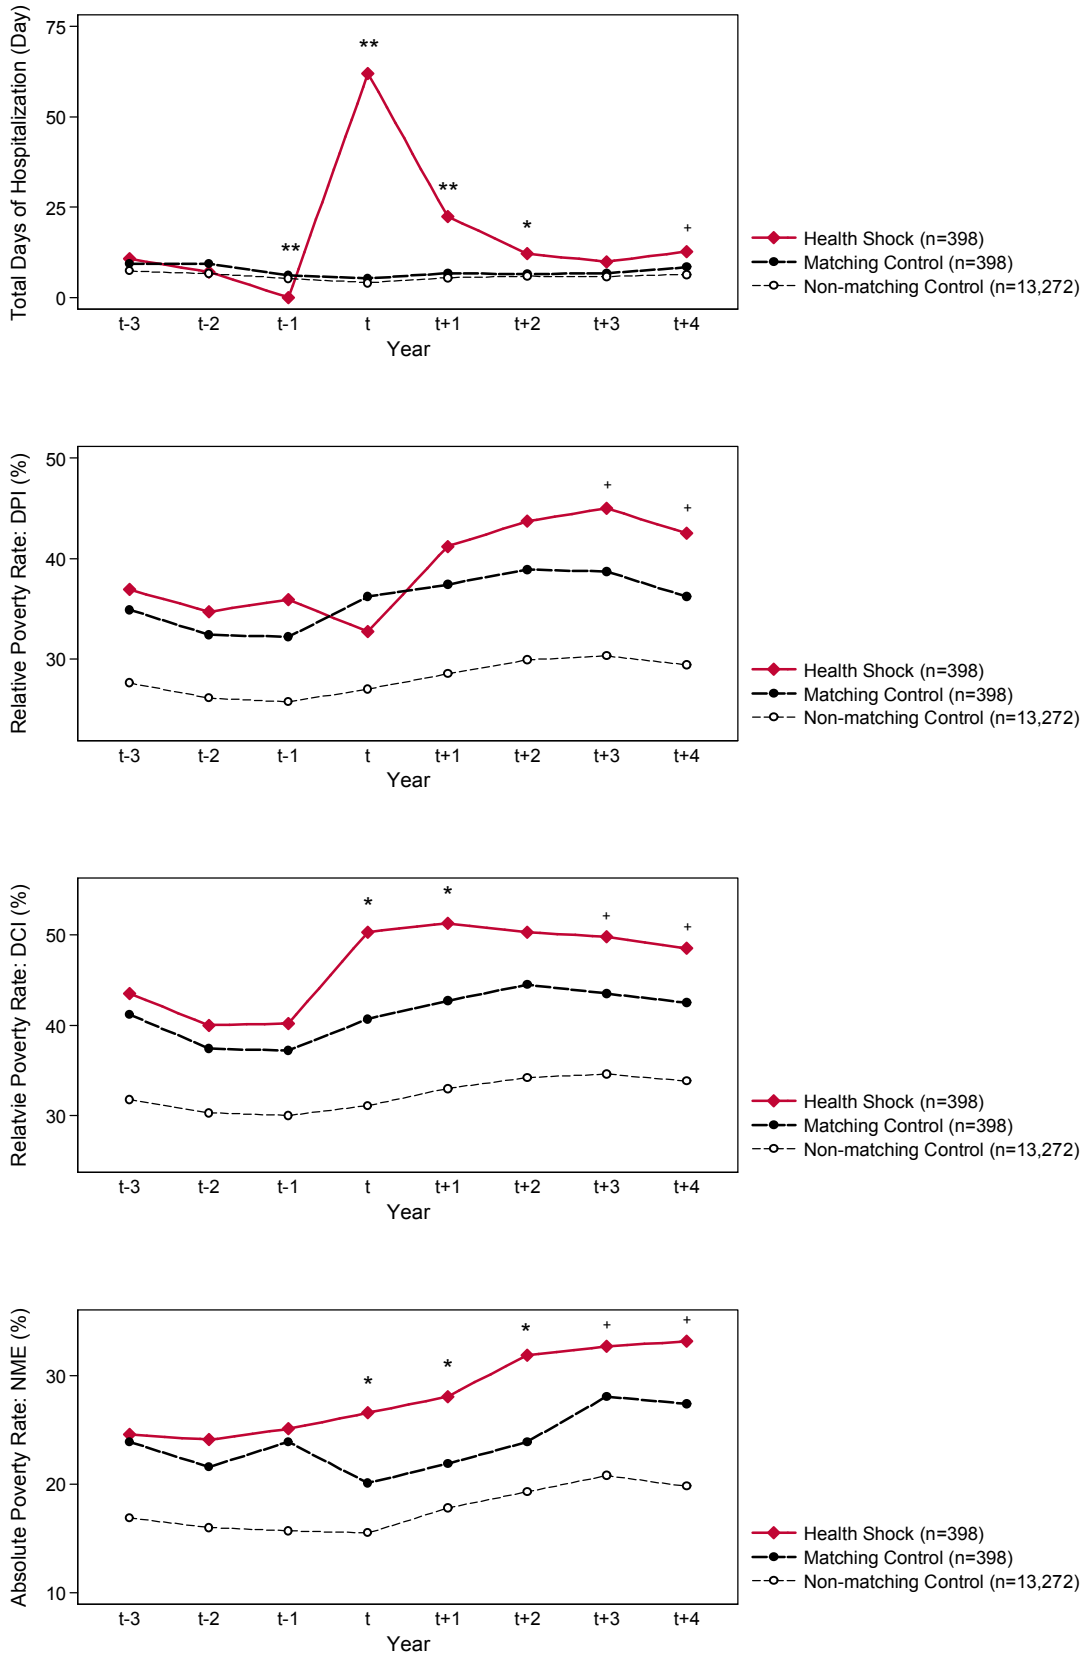 Total Days of Hospitalization (Day)
75
50
25
0
**
**
**
*
+
t-3 t-2 t-1 t t+1 t+2 t+3 t+4
Year
Health Shock (n=398)
Matching Control (n=398)
Non-matching Control (n=13,272)
Relative Poverty Rate: DPI (%)
50
40
30
+
+
t-3 t-2 t-1 t t+1 t+2 t+3 t+4
Year
Health Shock (n=398)
Matching Control (n=398)
Non-matching Control (n=13,272)
Relatvie Poverty Rate: DCI (%)
50
40
30
*
*
+
+
t-3 t-2 t-1 t t+1 t+2 t+3 t+4
Year
Health Shock (n=398)
Matching Control (n=398)
Non-matching Control (n=13,272)
Absolute Poverty Rate: NME (%)
30
20
10
*
*
*
+
+
t-3 t-2 t-1 t t+1 t+2 t+3 t+4
Year
Health Shock (n=398)
Matching Control (n=398)
Non-matching Control (n=13,272)